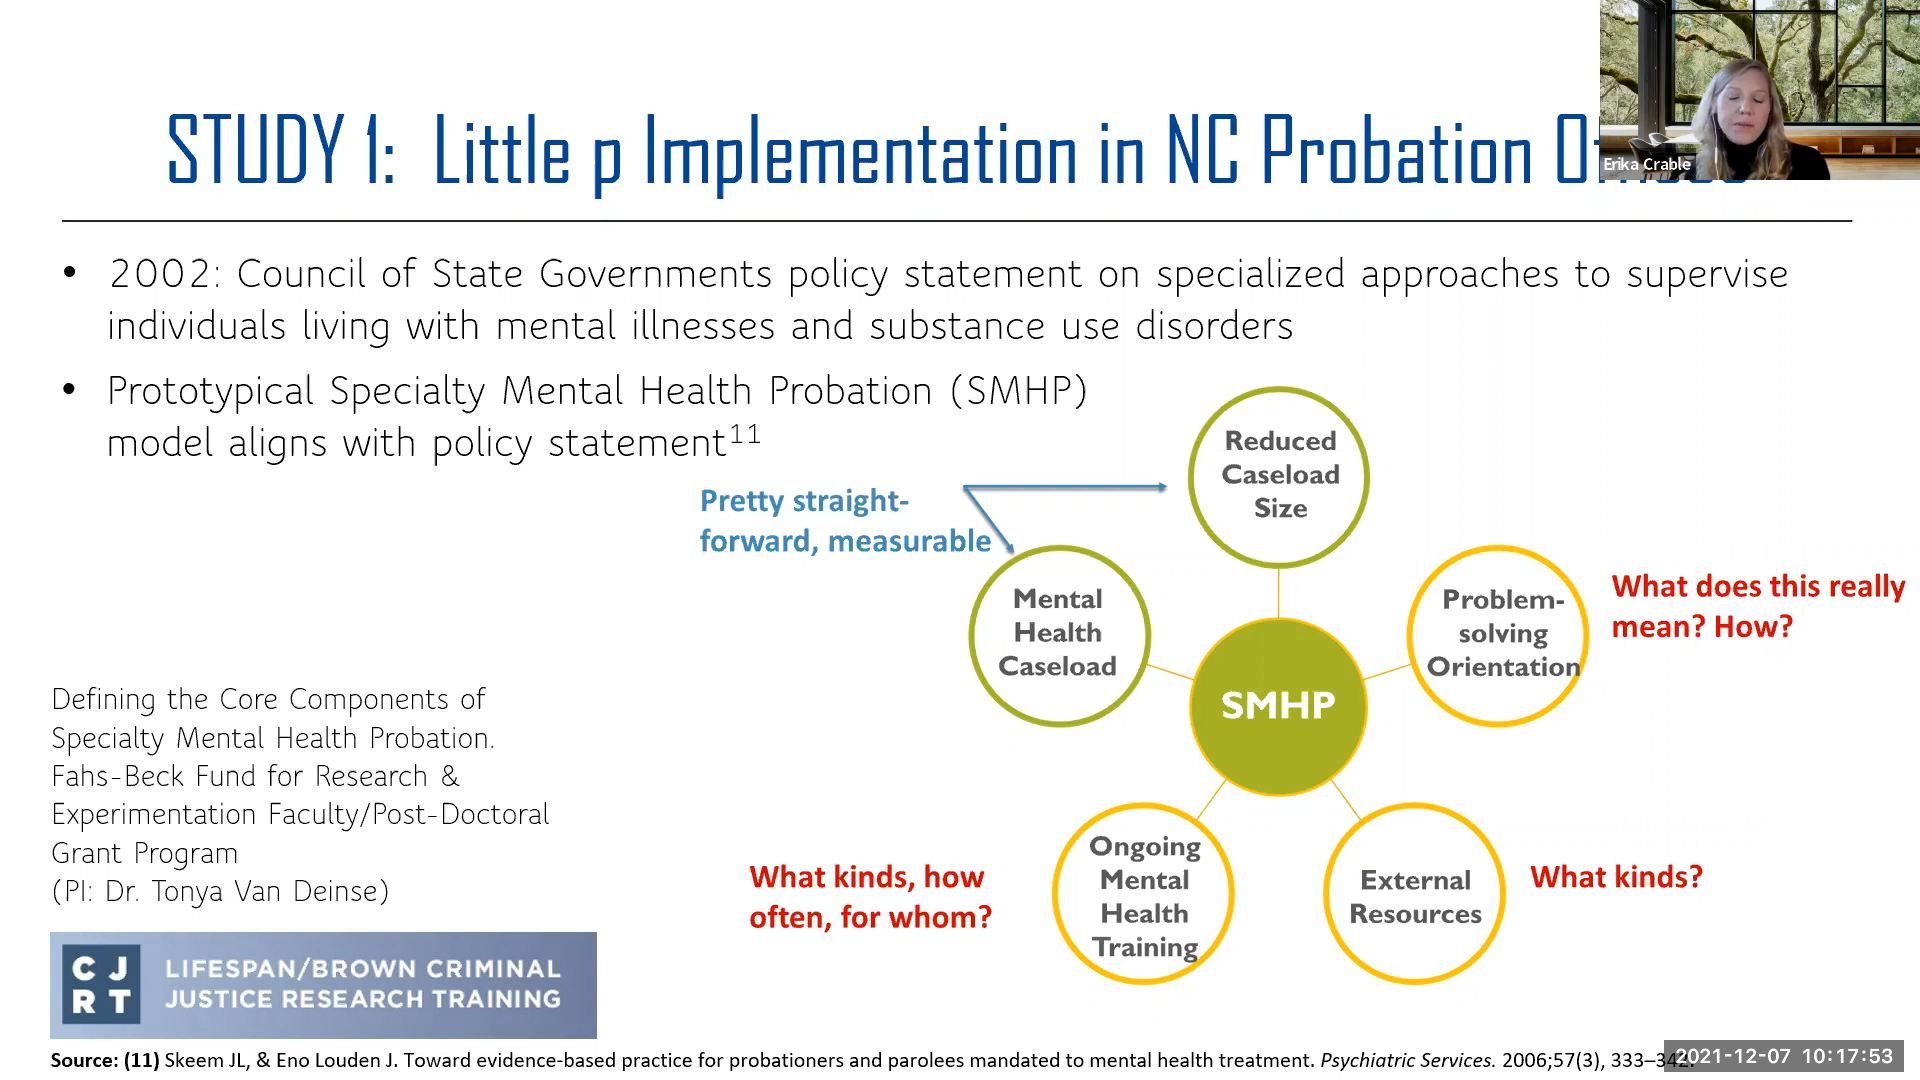 STUDY 1: Little p Implementation in NC Probation
Erika Crable
• 2002: Council of State Governments policy statement on specialized approaches to supervise
individuals living with mental illnesses and substance use disorders
• Prototypical Specialty Mental Health Probation (SMHP)
model aligns with policy statement11
Pretty straight-
forward, measurable
Reduced
Caseload
Size
Mental
Health
Caseload
Problem-
solving
Orientation
What does this really
mean? How?
SMHP
Defining the Core Components of
Specialty Mental Health Probation.
Fahs-Beck Fund for Research &
Experimentation Faculty/Post-Doctoral
Grant Program
(PI: Dr. Tonya Van Deinse)
What kinds, how
often, for whom?
Ongoing
Mental
Health
Training
External
Resources
What kinds?
CJ
RT
LIFESPAN/BROWN CRIMINAL
JUSTICE RESEARCH TRAINING
Source: (11) Skeem JL, & Eno Louden J. Toward evidence-based practice for probationers and parolees mandated to mental health treatment. Psychiatric Services. 2006;57(3), 333–342.
2021-12-07 10:17:53